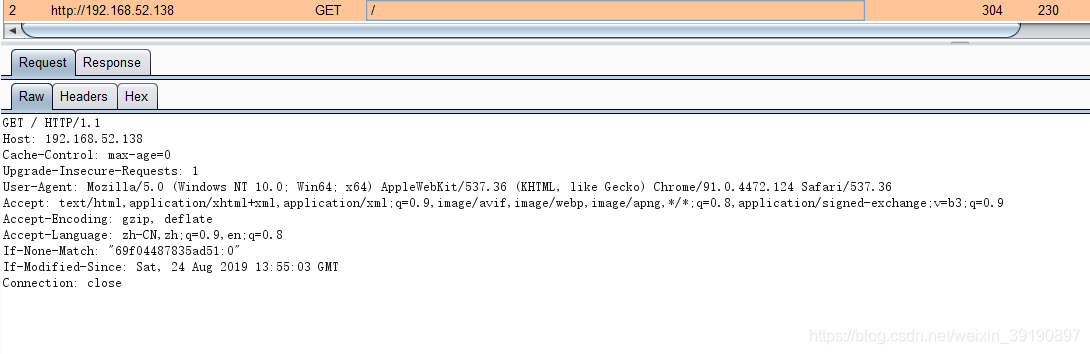 2 http://192.168.52.138 GET / 304 230
Request Response
Raw Headers Hex
GET / HTTP/1.1
Host: 192.168.52.138
Cache-Control: max-age=0
Upgrade-Insecure-Requests: 1
User-Agent: Mozilla/5.0 (Windows NT 10.0; Win64; x64) AppleWebKit/537.36 (KHTML, like Gecko) Chrome/91.0.4472.124 Safari/537.36
Accept: text/html,application/xhtml+xml,application/xml;q=0.9,image/avif,image/webp,image/apng,*/*;q=0.8,application/signed-exchange;v=b3;q=0.9
Accept-Encoding: gzip, deflate
Accept-Language: zh-CN,zh;q=0.9,en;q=0.8
If-None-Match: "69f04487835ad51:0"
If-Modified-Since: Sat, 24 Aug 2019 13:55:03 GMT
Connection: close
https://blog.csdn.net/weixin_39190897